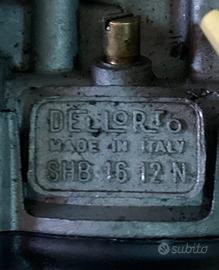 DELLORTO
MADE IN ITALY
SHB 16 12 N
subito